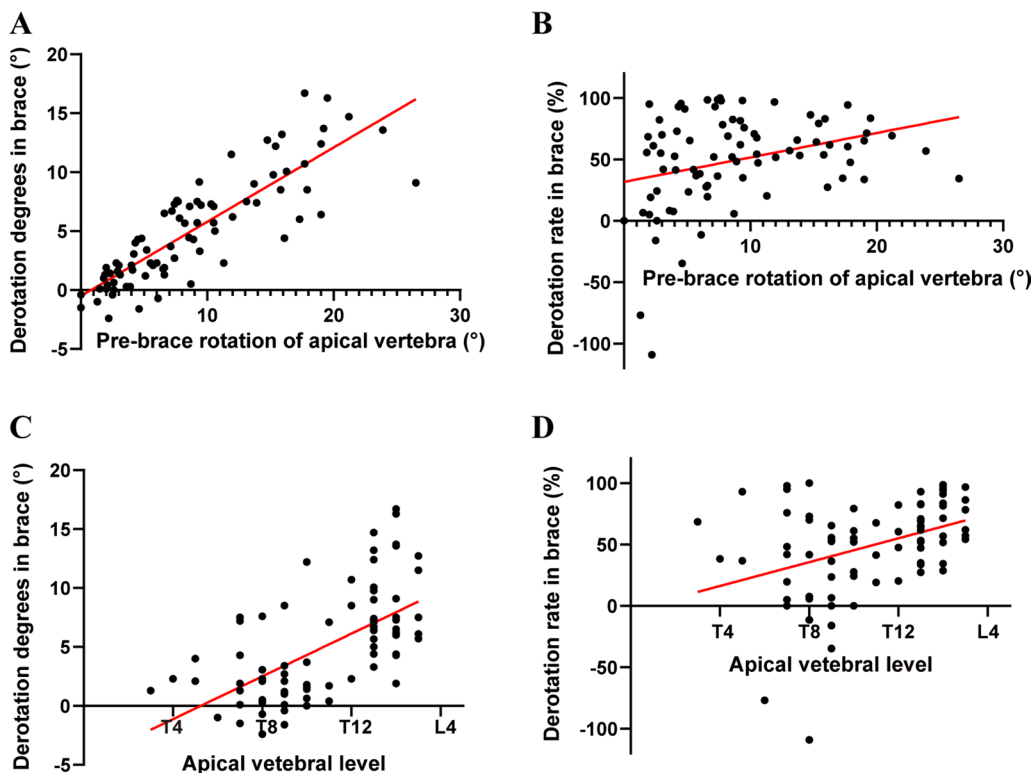 A
Derotation degrees in brace (°)
20
15
10
5
0
-5
10
20
30
Pre-brace rotation of apical vertebra (°)
B
Derotation rate in brace (%)
100
50
0
-50
-100
10
20
30
Pre-brace rotation of apical vertebra (°)
C
Derotation degrees in brace (°)
20
15
10
5
0
-5
T4
T8
T12
L4
Apical vetebral level
D
Derotation rate in brace (%)
100
50
0
-50
-100
T4
T8
T12
L4
Apical vetebral level